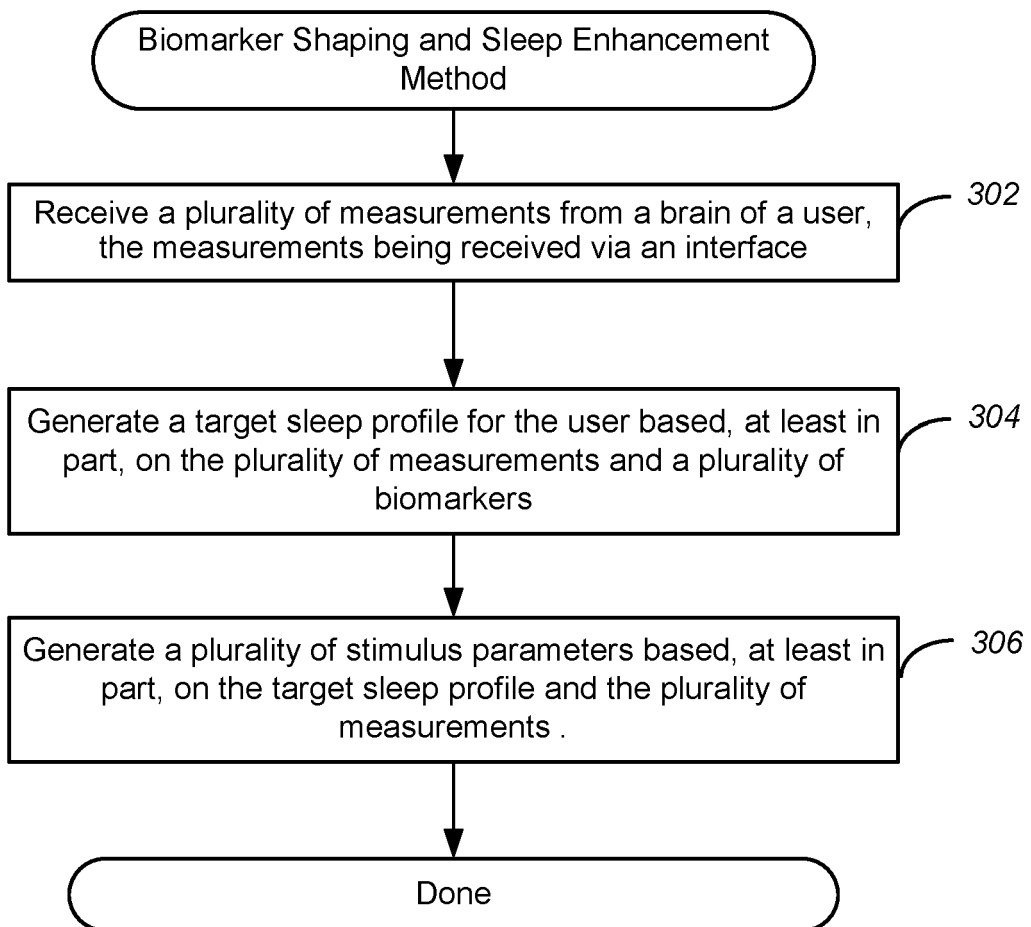 Biomarker Shaping and Sleep Enhancement
Method
Receive a plurality of measurements from a brain of a user,
the measurements being received via an interface
302
Generate a target sleep profile for the user based, at least in
part, on the plurality of measurements and a plurality of
biomarkers
304
Generate a plurality of stimulus parameters based, at least in
part, on the target sleep profile and the plurality of
measurements .
306
Done